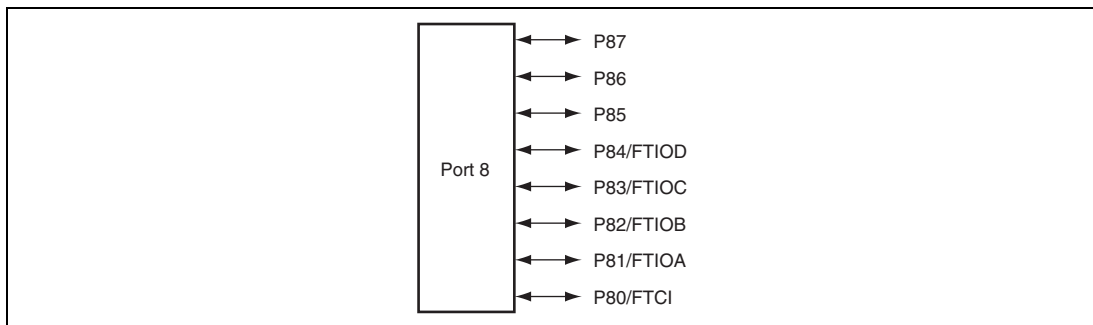 P87
P86
P85
P84/FTIOD
Port 8
P83/FTIOC
P82/FTIOB
P81/FTIOA
P80/FTCI